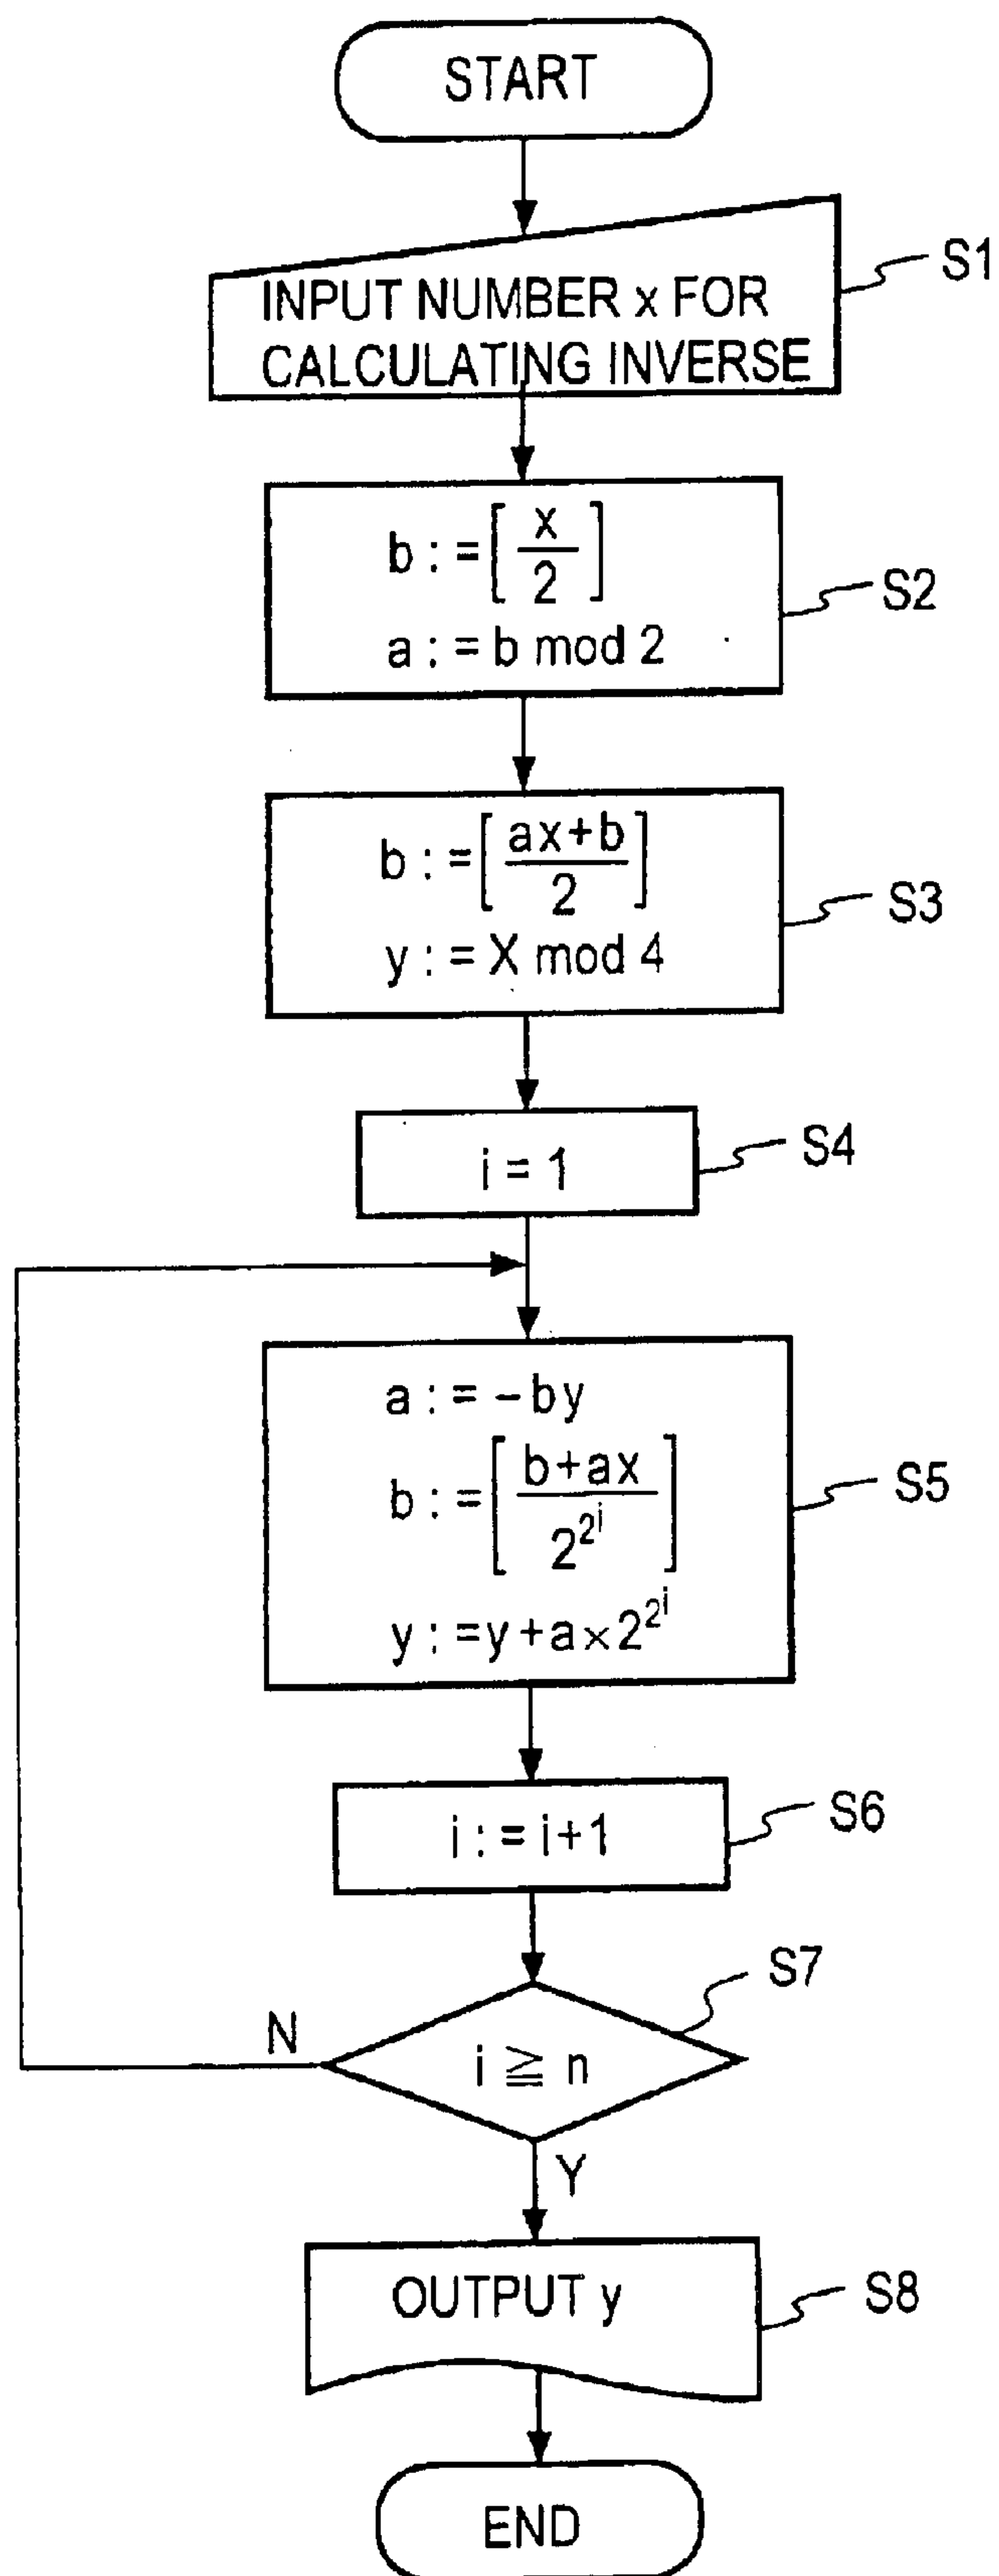 START
INPUT NUMBER x FOR
CALCULATING INVERSE
S1
b : = [ x / 2 ]
a : = b mod 2
S2
b : = [ ax+b / 2 ]
y : = X mod 4
S3
i = 1
S4
a : = – by
b : = [ b+ax / 2^2^i ]
y : =y+a×2^2^i
S5
i : = i+1
S6
S7
N
i ≧ n
Y
OUTPUT y
S8
END